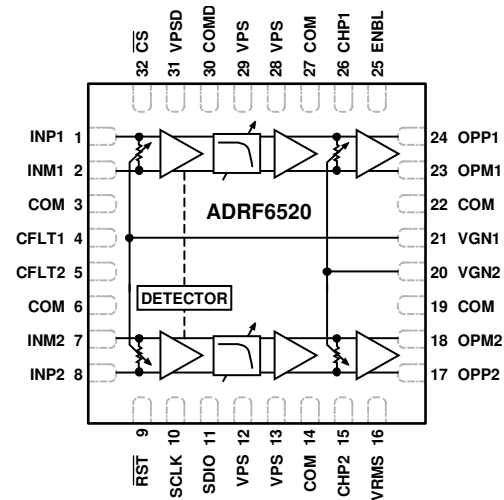 32 C̅S̅
31 VPSD
30 COMD
29 VPS
28 VPS
27 COM
26 CHP1
25 ENBL
INP1 1
INM1 2
COM 3
CFLT1 4
CFLT2 5
COM 6
INM2 7
INP2 8
ADRF6520
DETECTOR
24 OPP1
23 OPM1
22 COM
21 VGN1
20 VGN2
19 COM
18 OPM2
17 OPP2
R̅S̅T̅ 9
SCLK 10
SDIO 11
VPS 12
VPS 13
COM 14
CHP2 15
VRMS 16